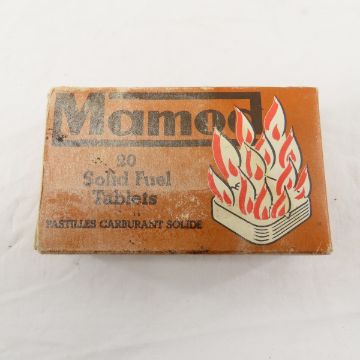 Mamod
20
Solid Fuel
Tablets
PASTILLES CARBURANT SOLIDE